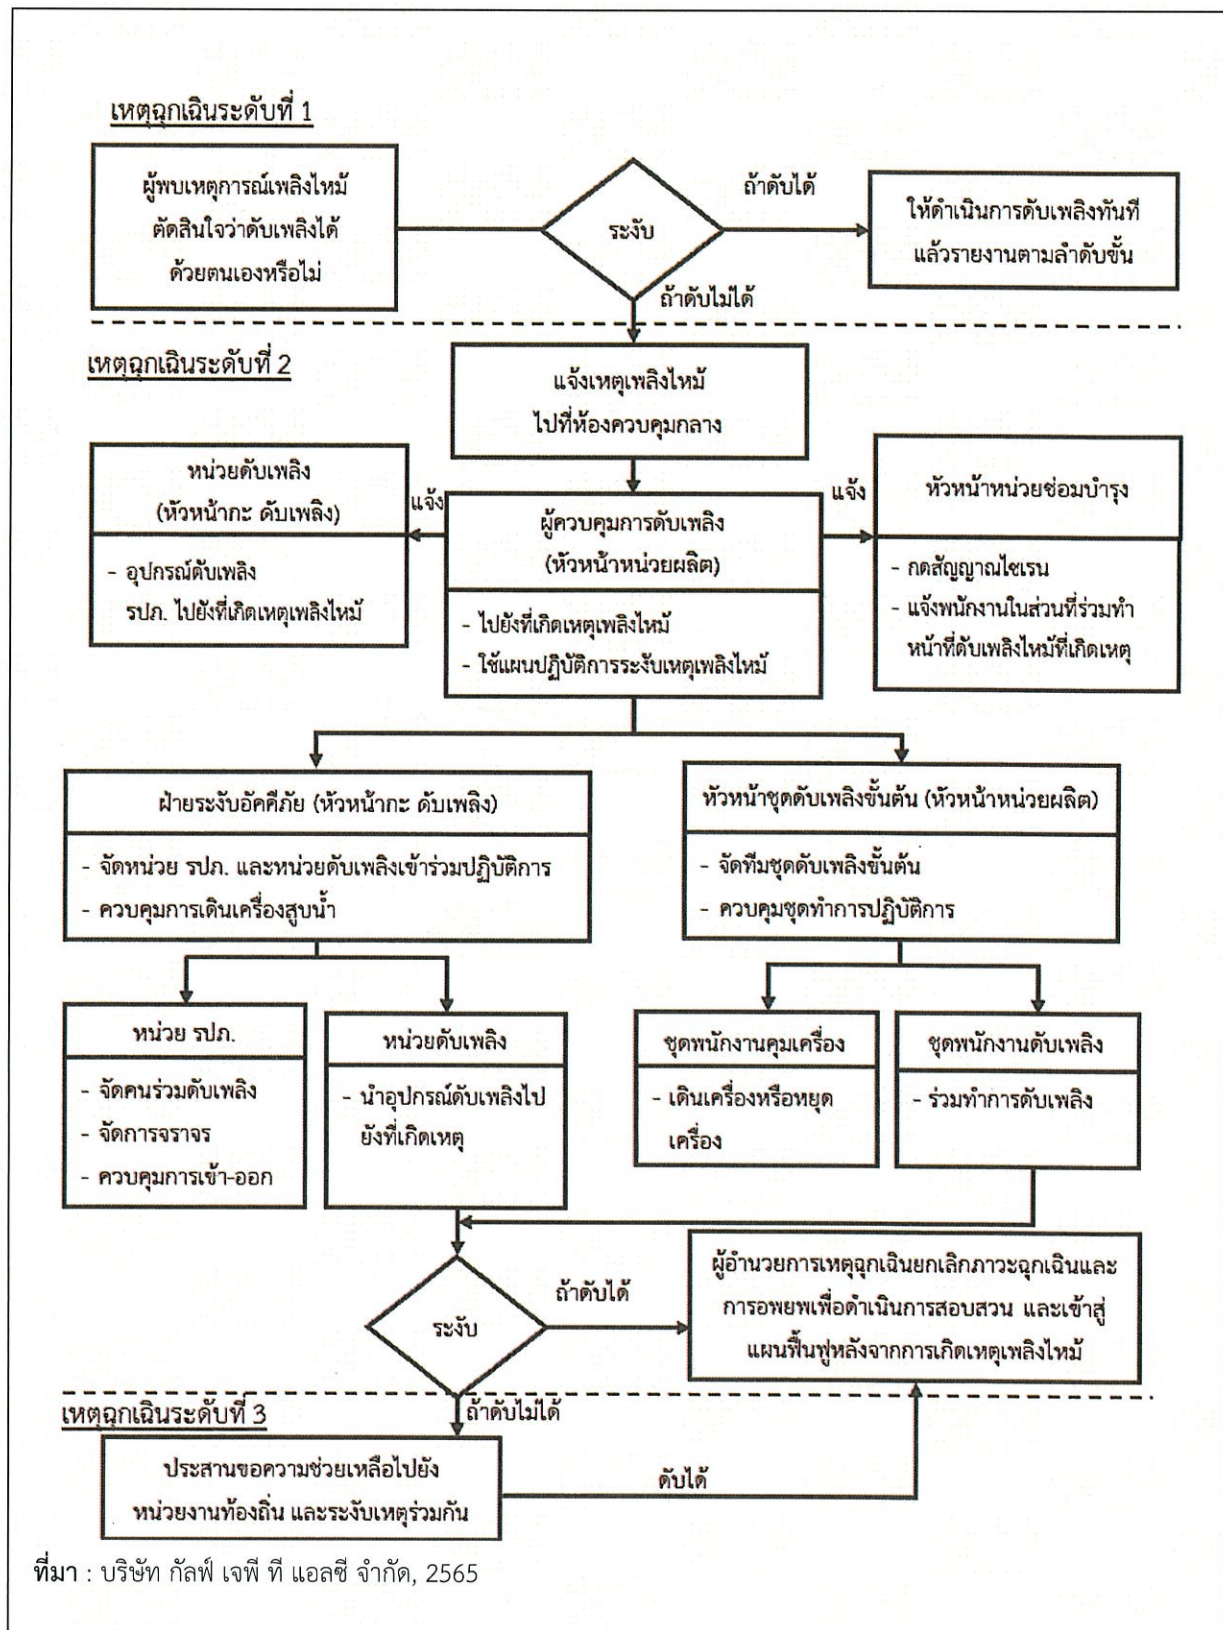 เหตุฉุกเฉินระดับที่ 1
ผู้พบเหตุการณ์เพลิงไหม้
ตัดสินใจว่าดับเพลิงได้
ด้วยตนเองหรือไม่
ระงับ
ถ้าดับได้
ให้ดำเนินการดับเพลิงทันที
แล้วรายงานตามลำดับขั้น
ถ้าดับไม่ได้
เหตุฉุกเฉินระดับที่ 2
แจ้งเหตุเพลิงไหม้
ไปที่ห้องควบคุมกลาง
หน่วยดับเพลิง
(หัวหน้ากะ ดับเพลิง)
- อุปกรณ์ดับเพลิง
รปภ. ไปยังที่เกิดเหตุเพลิงไหม้
แจ้ง
ผู้ควบคุมการดับเพลิง
(หัวหน้าหน่วยผลิต)
- ไปยังที่เกิดเหตุเพลิงไหม้
- ใช้แผนปฏิบัติการระงับเหตุเพลิงไหม้
แจ้ง
หัวหน้าหน่วยซ่อมบำรุง
- กดสัญญาณไซเรน
- แจ้งพนักงานในส่วนที่ร่วมทำ
หน้าที่ดับเพลิงไหม้ที่เกิดเหตุ
ฝ่ายระงับอัคคีภัย (หัวหน้ากะ ดับเพลิง)
- จัดหน่วย รปภ. และหน่วยดับเพลิงเข้าร่วมปฏิบัติการ
- ควบคุมการเดินเครื่องสูบน้ำ
หัวหน้าชุดดับเพลิงขั้นต้น (หัวหน้าหน่วยผลิต)
- จัดทีมชุดดับเพลิงขั้นต้น
- ควบคุมชุดทำการปฏิบัติการ
หน่วย รปภ.
- จัดคนร่วมดับเพลิง
- จัดการจราจร
- ควบคุมการเข้า-ออก
หน่วยดับเพลิง
- นำอุปกรณ์ดับเพลิงไป
ยังที่เกิดเหตุ
ชุดพนักงานคุมเครื่อง
- เดินเครื่องหรือหยุด
เครื่อง
ชุดพนักงานดับเพลิง
- ร่วมทำการดับเพลิง
ระงับ
ถ้าดับได้
ผู้อำนวยการเหตุฉุกเฉินยกเลิกภาวะฉุกเฉินและ
การอพยพเพื่อดำเนินการสอบสวน และเข้าสู่
แผนฟื้นฟูหลังจากการเกิดเหตุเพลิงไหม้
เหตุฉุกเฉินระดับที่ 3
ถ้าดับไม่ได้
ประสานขอความช่วยเหลือไปยัง
หน่วยงานท้องถิ่น และระงับเหตุร่วมกัน
ดับได้
ที่มา : บริษัท กัลฟ์ เจพี ที แอลซี จำกัด, 2565